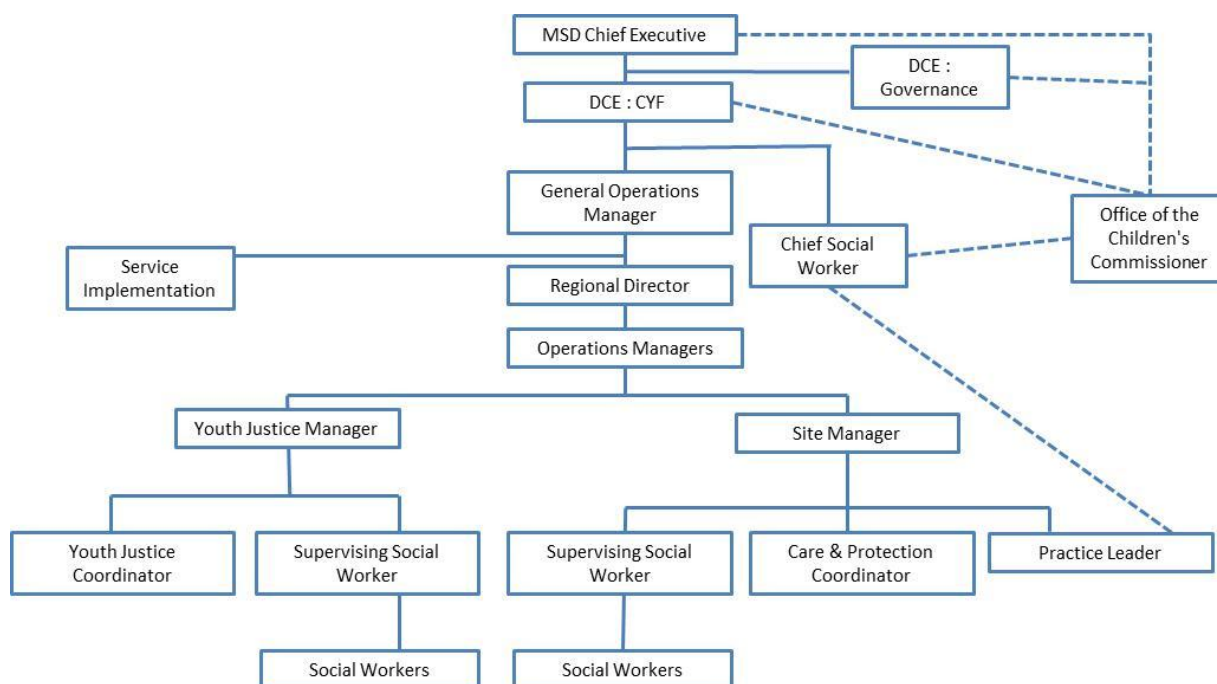 MSD Chief Executive
DCE :
Governance
DCE : CYF
General Operations
Manager
Office of the
Children's
Commissioner
Chief Social
Worker
Service
Implementation
Regional Director
Operations Managers
Youth Justice Manager
Site Manager
Youth Justice
Coordinator
Supervising Social
Worker
Supervising Social
Worker
Care & Protection
Coordinator
Practice Leader
Social Workers
Social Workers